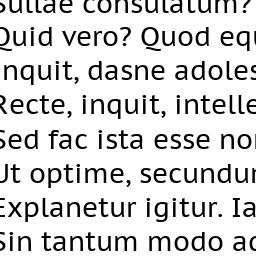 Sullae consulatum?
Quid vero? Quod equ
inquit, dasne adoles
Recte, inquit, intelle
Sed fac ista esse non
Ut optime, secundum
Explanetur igitur. Ia
Sin tantum modo ad